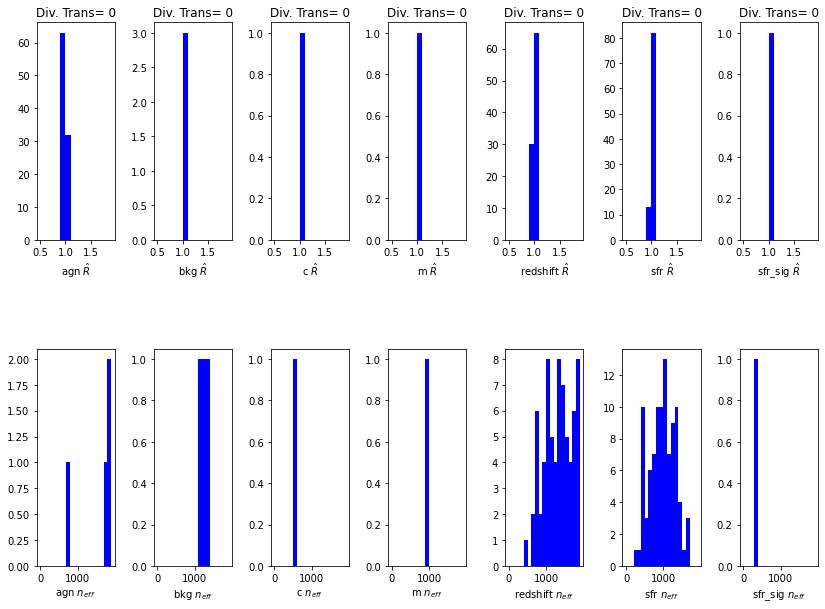 Div. Trans= 0 Div. Trans= 0 Div. Trans= 0 Div. Trans= 0 Div. Trans= 0 Div. Trans= 0 Div. Trans= 0
60 50 40 30 20 10 0
0.5 1.0 1.5
agn R̂
3.0 2.5 2.0 1.5 1.0 0.5 0.0
0.5 1.0 1.5
bkg R̂
1.0 0.8 0.6 0.4 0.2 0.0
0.5 1.0 1.5
c R̂
1.0 0.8 0.6 0.4 0.2 0.0
0.5 1.0 1.5
m R̂
60 50 40 30 20 10 0
0.5 1.0 1.5
redshift R̂
80 70 60 50 40 30 20 10 0
0.5 1.0 1.5
sfr R̂
1.0 0.8 0.6 0.4 0.2 0.0
0.5 1.0 1.5
sfr_sig R̂
2.00 1.75 1.50 1.25 1.00 0.75 0.50 0.25 0.00
0 1000
agn n_eff
1.0 0.8 0.6 0.4 0.2 0.0
0 1000
bkg n_eff
1.0 0.8 0.6 0.4 0.2 0.0
0 1000
c n_eff
1.0 0.8 0.6 0.4 0.2 0.0
0 1000
m n_eff
8 7 6 5 4 3 2 1 0
0 1000
redshift n_eff
12 10 8 6 4 2 0
0 1000
sfr n_eff
1.0 0.8 0.6 0.4 0.2 0.0
0 1000
sfr_sig n_eff